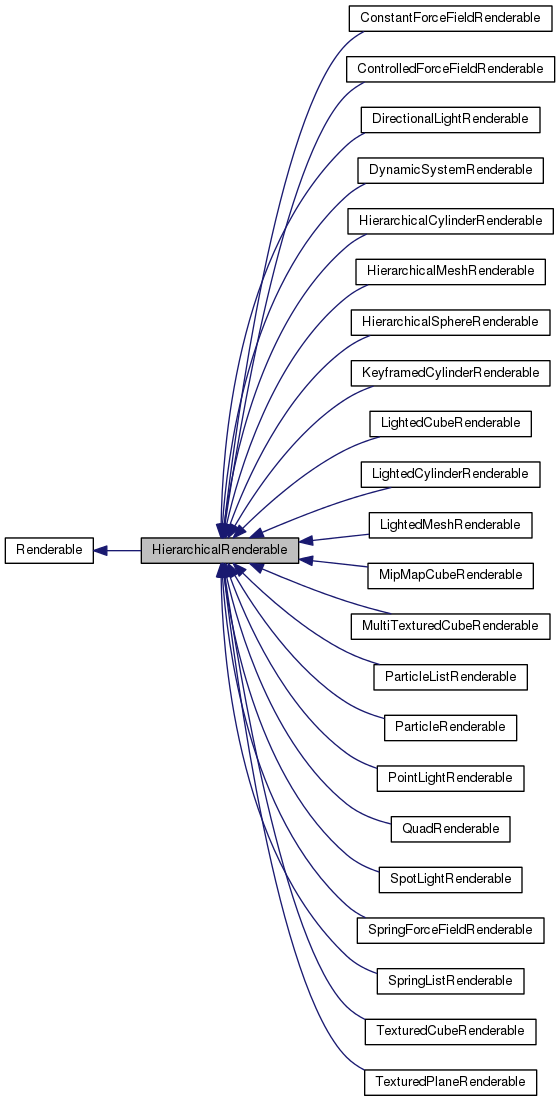 ConstantForceFieldRenderable
ControlledForceFieldRenderable
DirectionalLightRenderable
DynamicSystemRenderable
HierarchicalCylinderRenderable
HierarchicalMeshRenderable
HierarchicalSphereRenderable
KeyframedCylinderRenderable
LightedCubeRenderable
LightedCylinderRenderable
LightedMeshRenderable
Renderable
HierarchicalRenderable
MipMapCubeRenderable
MultiTexturedCubeRenderable
ParticleListRenderable
ParticleRenderable
PointLightRenderable
QuadRenderable
SpotLightRenderable
SpringForceFieldRenderable
SpringListRenderable
TexturedCubeRenderable
TexturedPlaneRenderable